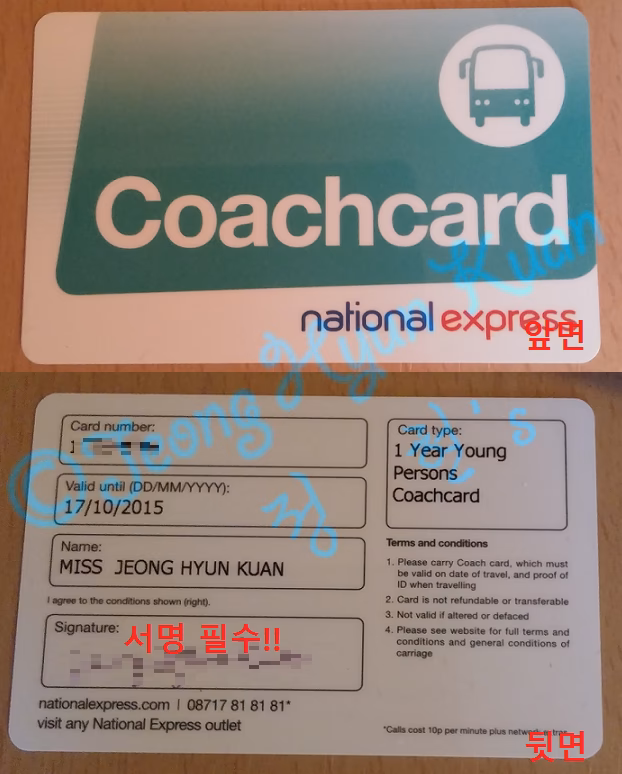 Coachcard
national express
앞면
© Jeong Hyun Kuan
정 's
Card number:
1
Card type:
1 Year Young
Persons
Coachcard
Valid until (DD/MM/YYYY):
17/10/2015
Name:
MISS JEONG HYUN KUAN
I agree to the conditions shown (right).
Signature:
서명 필수!!
Terms and conditions
1. Please carry Coach card, which must
be valid on date of travel, and proof of
ID when travelling
2. Card is not refundable or transferable
3. Not valid if altered or defaced
4. Please see website for full terms and
conditions and general conditions of
carriage
nationalexpress.com | 08717 81 81 81*
visit any National Express outlet
*Calls cost 10p per minute plus network
뒷면